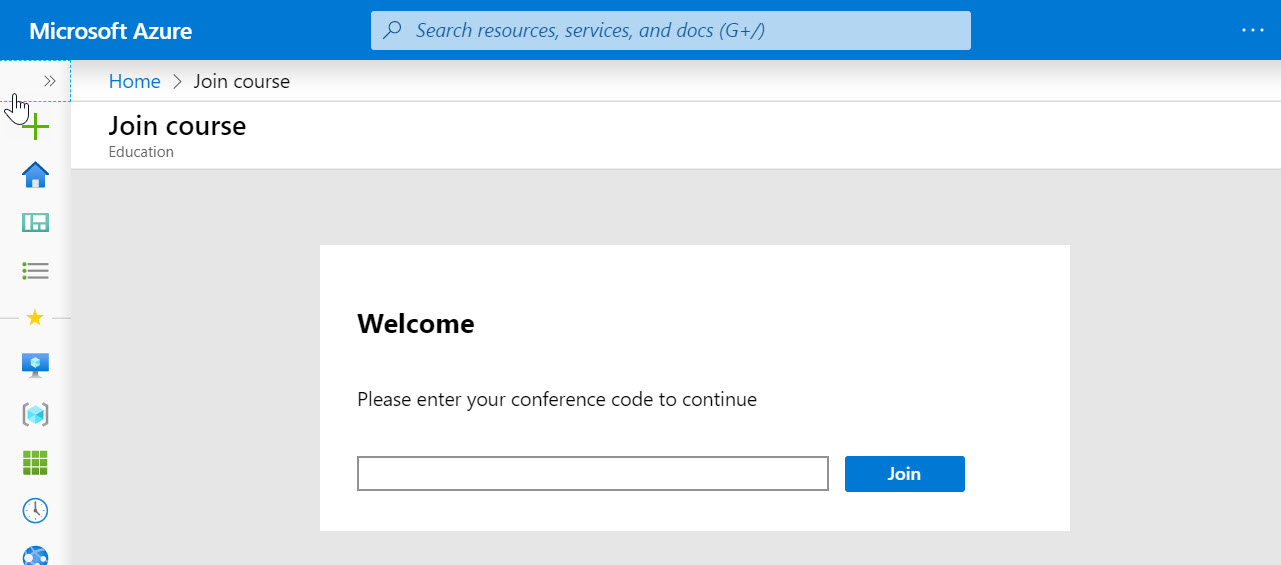 Microsoft Azure
Search resources, services, and docs (G+/)
Home > Join course
Join course
Education
Welcome
Please enter your conference code to continue
Join